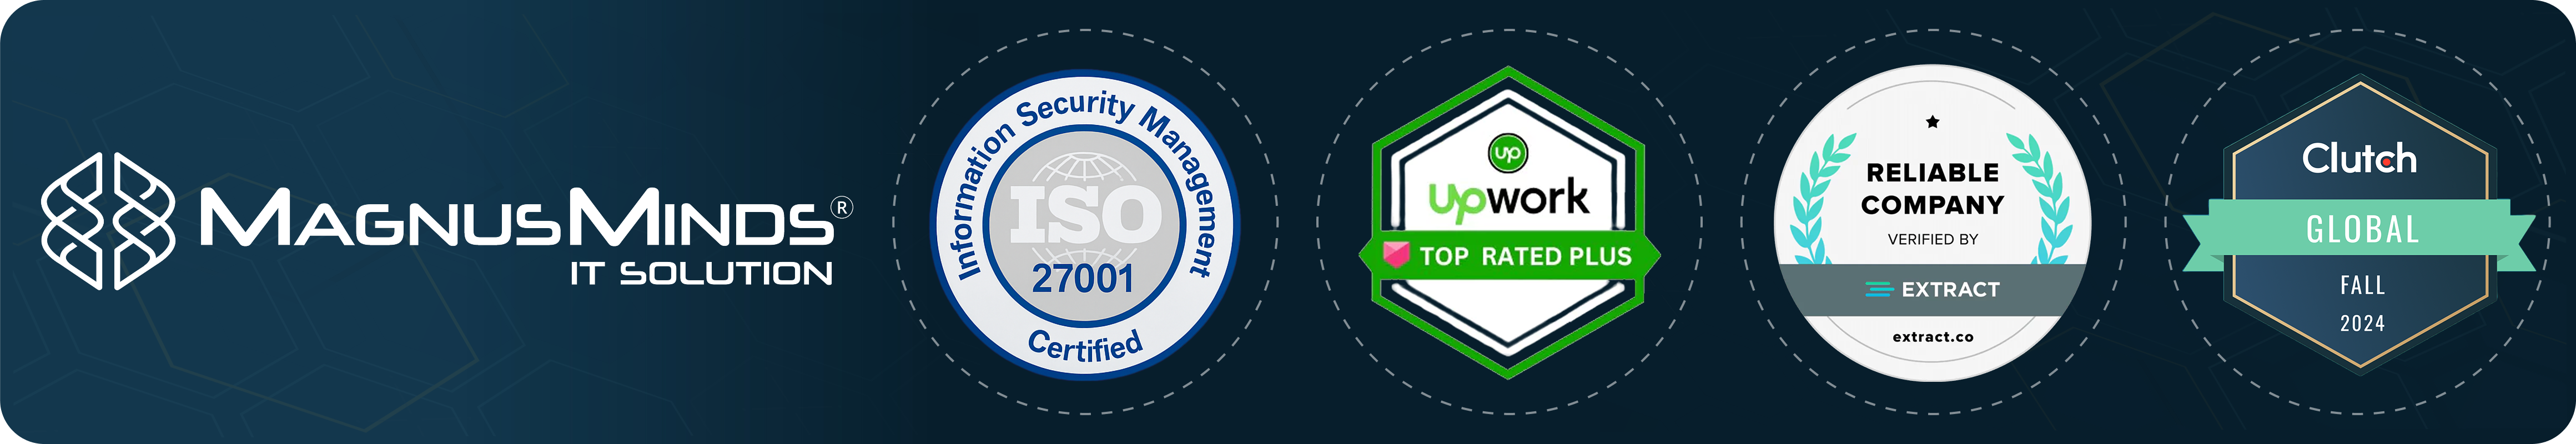 MAGNUSMINDS®
IT SOLUTION
Information Security Management
ISO
27001
Certified
up
upwork
TOP RATED PLUS
RELIABLE
COMPANY
VERIFIED BY
EXTRACT
extract.co
Clutch
GLOBAL
FALL
2024